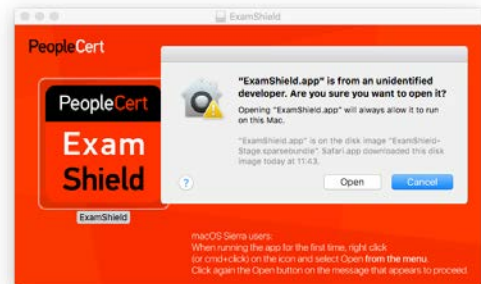 ExamShield
PeopleCert
PeopleCert
Exam
Shield
ExamShield
"ExamShield.app" is from an unidentified
developer. Are you sure you want to open it?
Opening "ExamShield.app" will always allow it to run
on this Mac.
"ExamShield.app" is on the disk image "ExamShield-
Stage.sparsebundle". Safari.app downloaded this disk
image today at 11:43.
?
Open
Cancel
macOS Sierra users:
When running the app for the first time, right click
(or cmd+click) on the icon and select Open from the menu.
Click again the Open button on the message that appears to proceed.